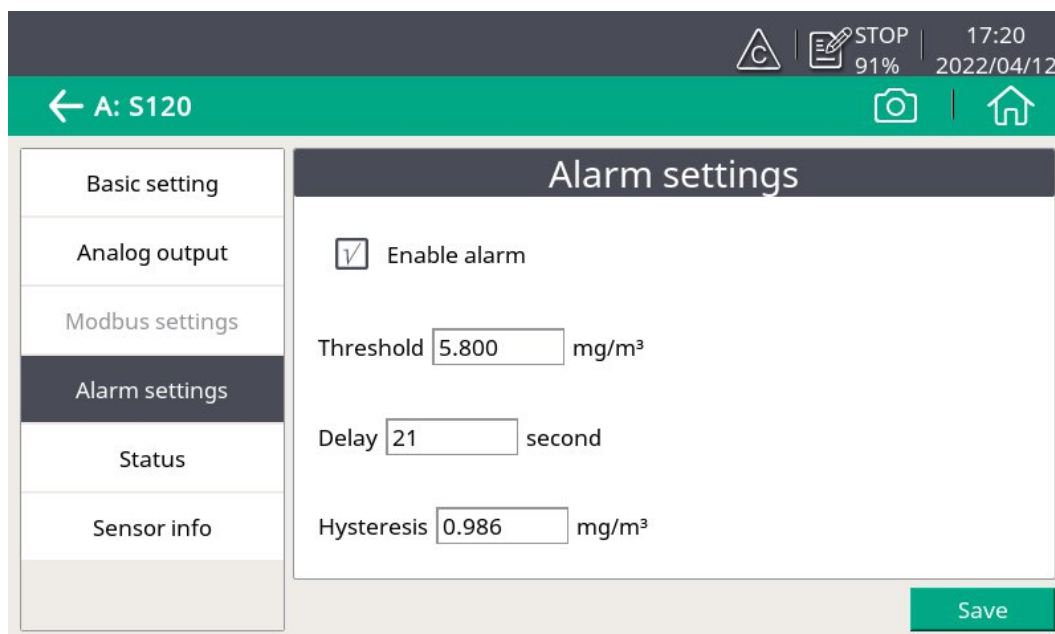 C
STOP
91%
17:20
2022/04/12
A: S120
Basic setting
Analog output
Modbus settings
Alarm settings
Status
Sensor info
Alarm settings
√ Enable alarm
Threshold 5.800 mg/m³
Delay 21 second
Hysteresis 0.986 mg/m³
Save